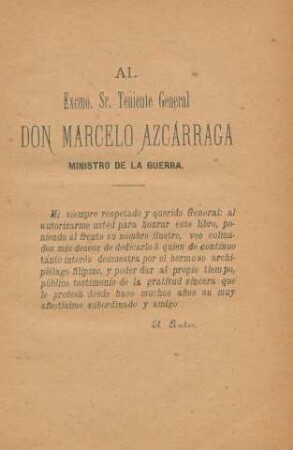 AL
Excmo. Sr. Teniente General
DON MARCELO AZCÁRRAGA
MINISTRO DE LA GUERRA.
Mi siempre respetado y querido General: al
autorizarme usted para honrar este libro, po-
niendo al frente su nombre ilustre, veo colma-
dos mis deseos de dedicarlo á quien de continuo
tanto interés demuestra por el hermoso archi-
piélago filipino, y poder dar al propio tiempo,
público testimonio de la gratitud sincera que
le profesa desde hace muchos años su muy
afectísimo subordinado y amigo
El Autor.